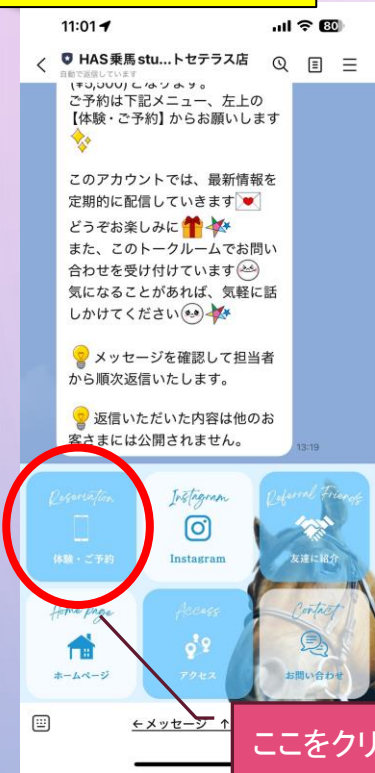 11:01
80
HAS乗馬stu...トセテラス店
自動で返信しています
(¥5,500)となります。
ご予約は下記メニュー、左上の
【体験・ご予約】からお願いします
このアカウントでは、最新情報を
定期的に配信していきます
どうぞお楽しみに
また、このトークルームでお問い
合わせを受け付けています
気になることがあれば、気軽に話
しかけてください
メッセージを確認して担当者
から順次返信いたします。
返信いただいた内容は他のお
客さまには公開されません。
13:19
Reservation
体験・ご予約
Instagram
Instagram
Referral Friends
友達に紹介
Home Page
ホームページ
Access
アクセス
Contact
お問い合わせ
←メッセージ ↑
ここをクリ